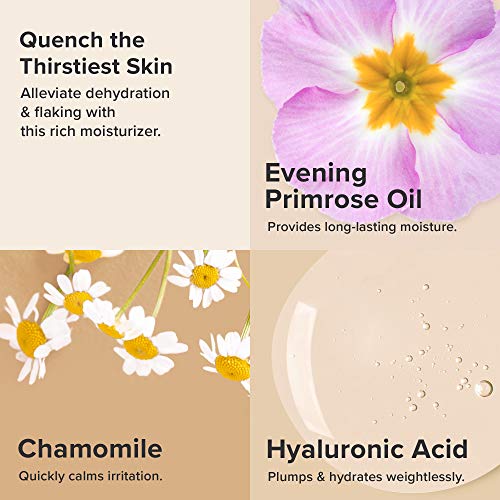 Quench the
Thirstiest Skin
Alleviate dehydration
& flaking with
this rich moisturizer.
Evening
Primrose Oil
Provides long-lasting moisture.
Chamomile
Quickly calms irritation.
Hyaluronic Acid
Plumps & hydrates weightlessly.